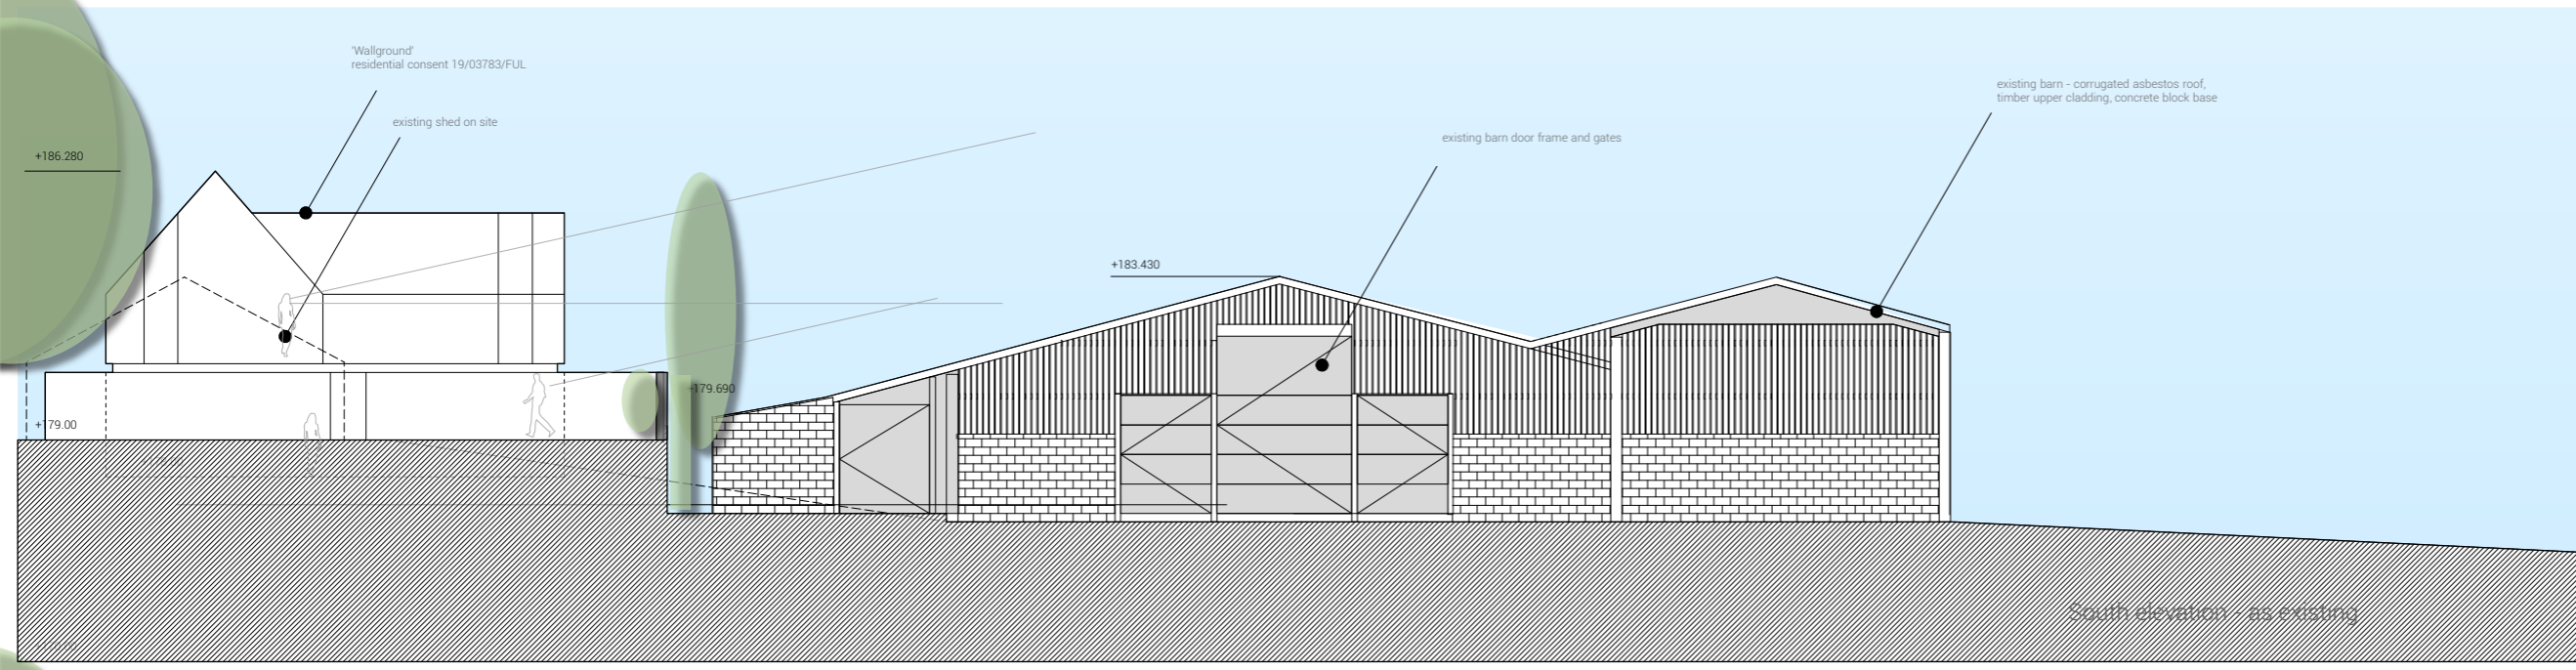 'Wallground'
residential consent 19/03783/FUL
existing shed on site
existing barn - corrugated asbestos roof,
timber upper cladding, concrete block base
existing barn door frame and gates
+186.280
+183.430
+179.690
+179.00
South elevation - as existing